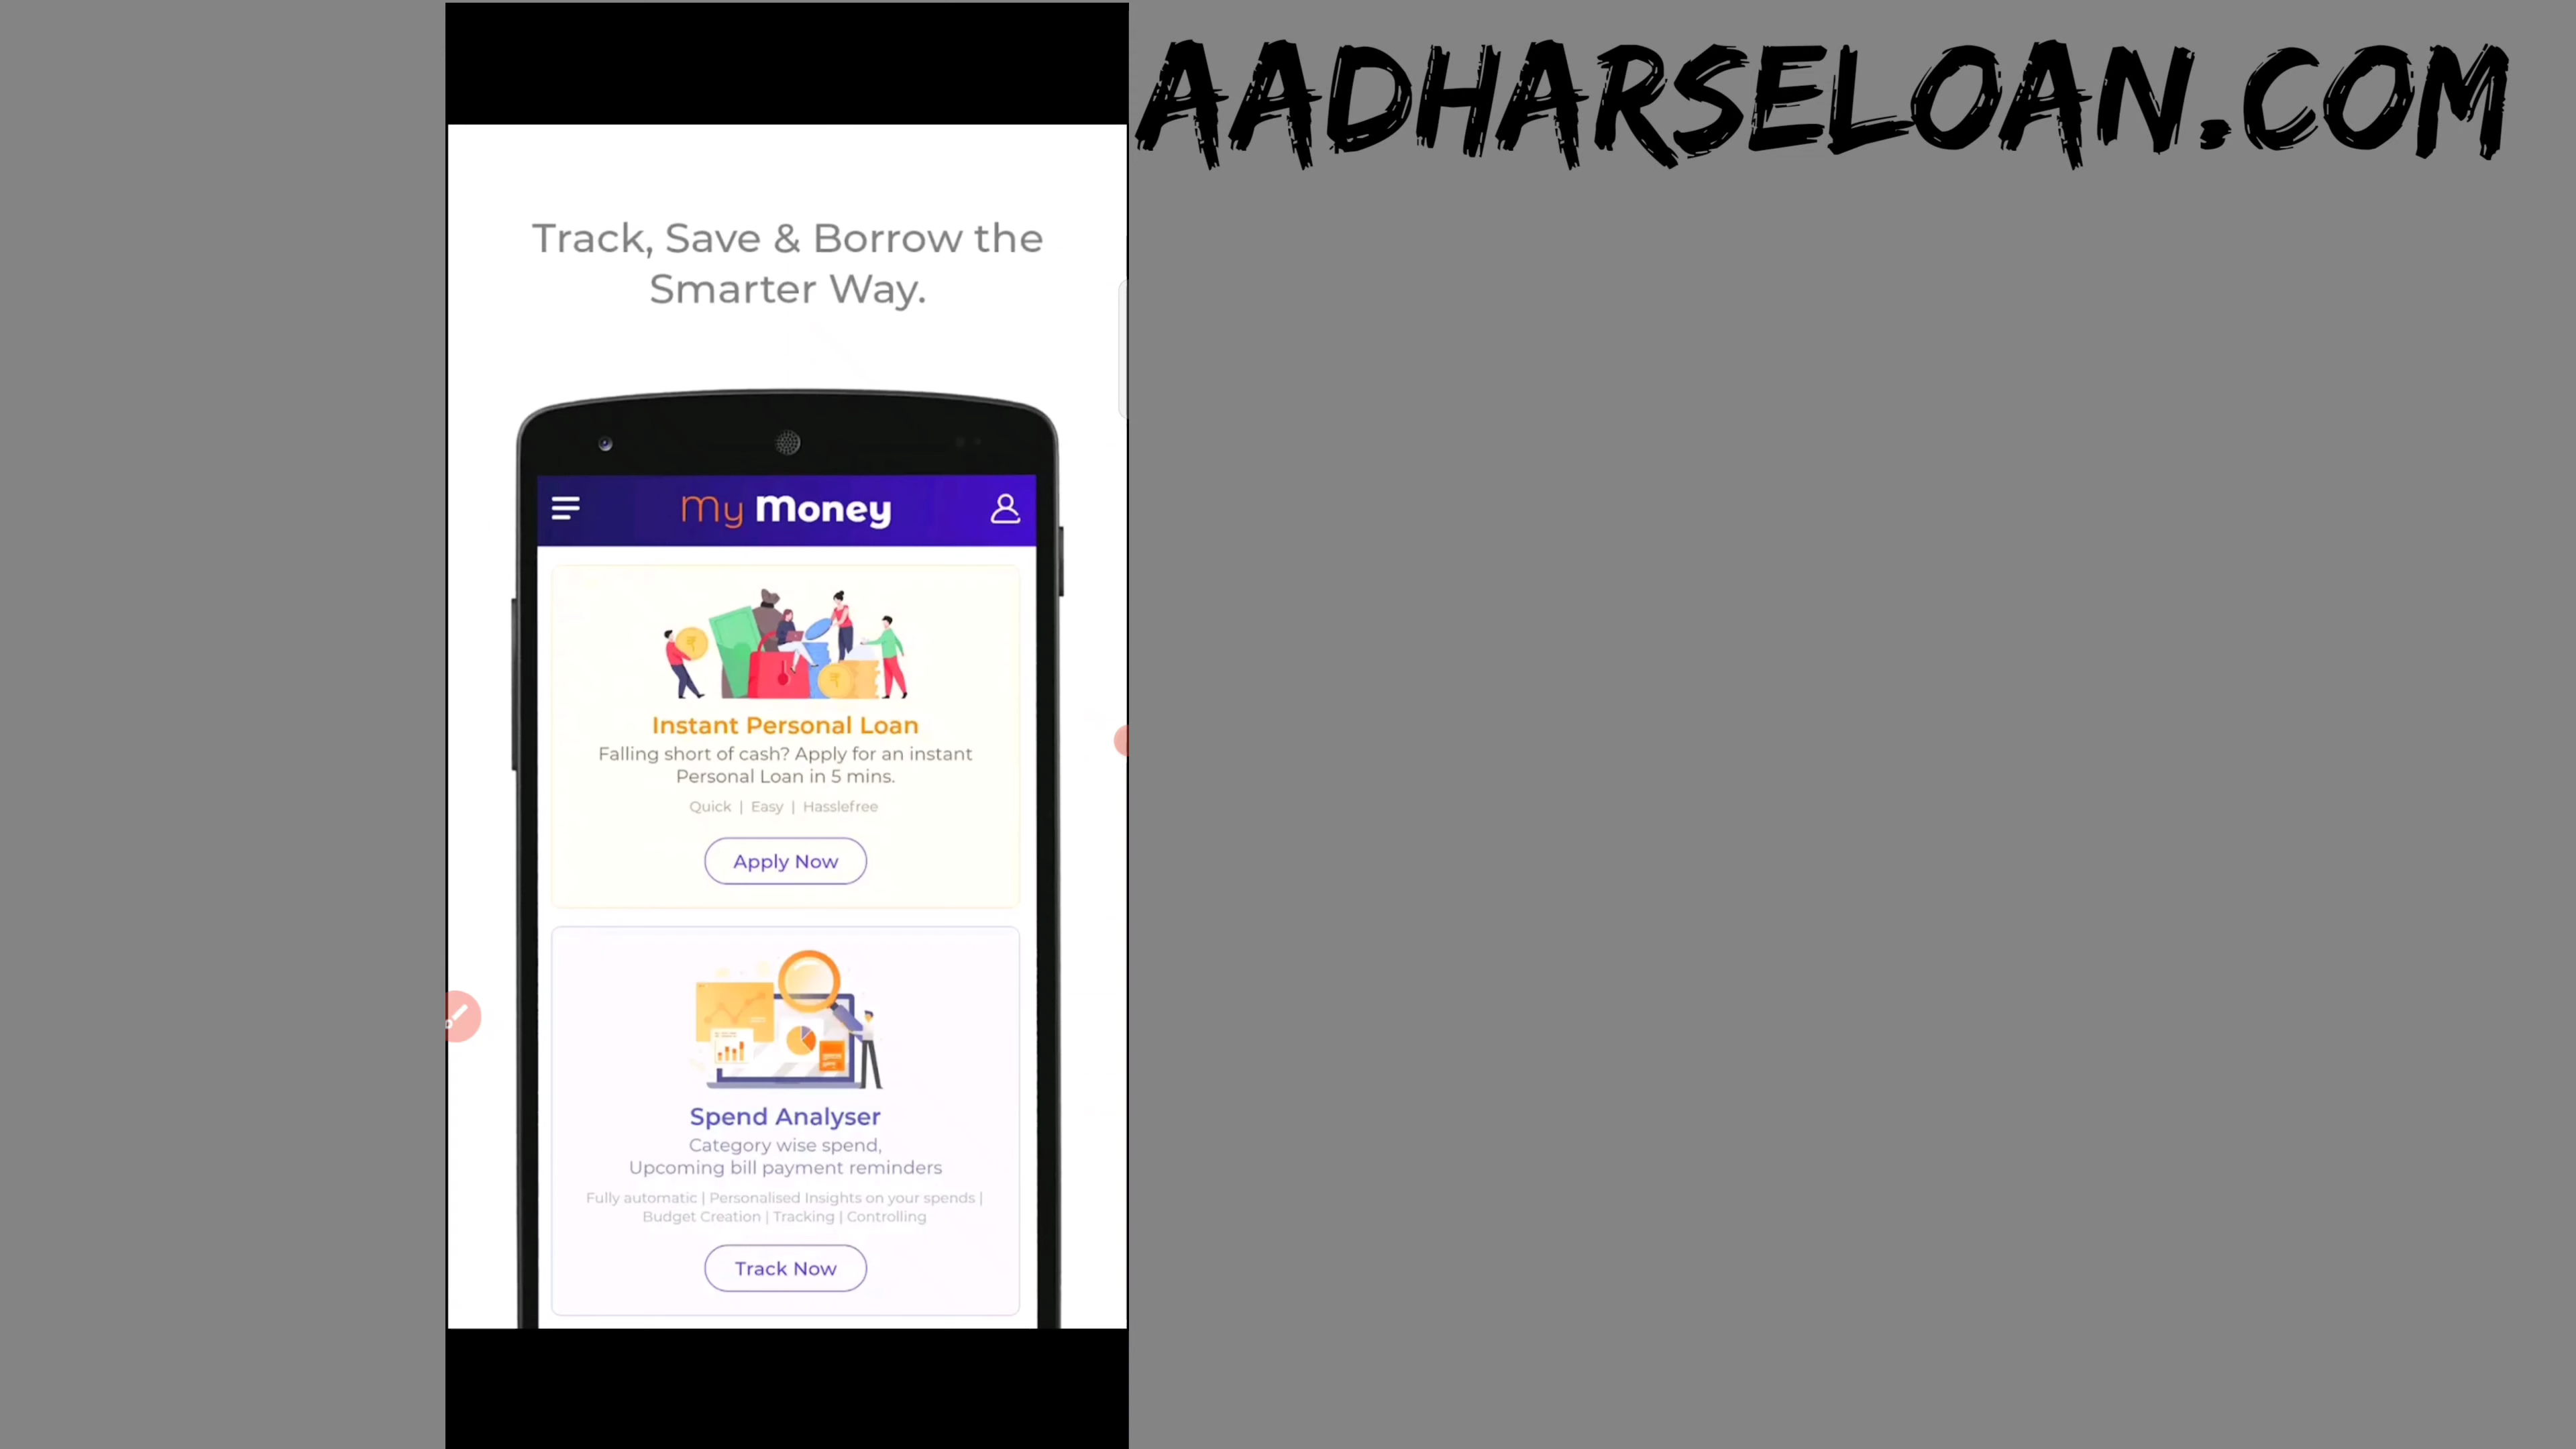 AADHARSELOAN.COM
Track, Save & Borrow the
Smarter Way.
my Money
Instant Personal Loan
Falling short of cash? Apply for an instant
Personal Loan in 5 mins.
Quick | Easy | Hasslefree
Apply Now
Spend Analyser
Category wise spend,
Upcoming bill payment reminders
Fully automatic | Personalised Insights on your spends |
Budget Creation | Tracking | Controlling
Track Now